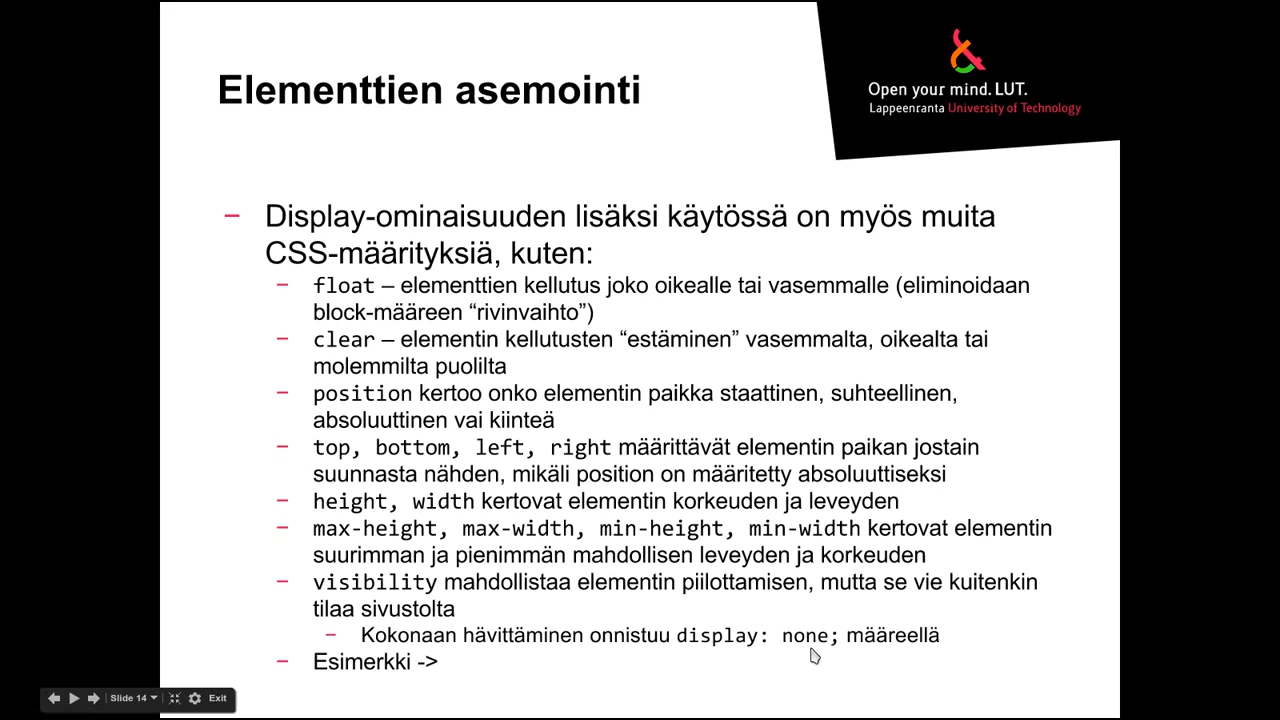 Elementtien asemointi
Open your mind. LUT.
Lappeenranta University of Technology
– Display-ominaisuuden lisäksi käytössä on myös muita
CSS-määrityksiä, kuten:
– float – elementtien kellutus joko oikealle tai vasemmalle (eliminoidaan
block-määreen “rivinvaihto”)
– clear – elementin kellutusten “estäminen” vasemmalta, oikealta tai
molemmilta puolilta
– position kertoo onko elementin paikka staattinen, suhteellinen,
absoluuttinen vai kiinteä
– top, bottom, left, right määrittävät elementin paikan jostain
suunnasta nähden, mikäli position on määritetty absoluuttiseksi
– height, width kertovat elementin korkeuden ja leveyden
– max-height, max-width, min-height, min-width kertovat elementin
suurimman ja pienimmän mahdollisen leveyden ja korkeuden
– visibility mahdollistaa elementin piilottamisen, mutta se vie kuitenkin
tilaa sivustolta
– Kokonaan hävittäminen onnistuu display: none; määreellä
– Esimerkki ->
Slide 14 Exit